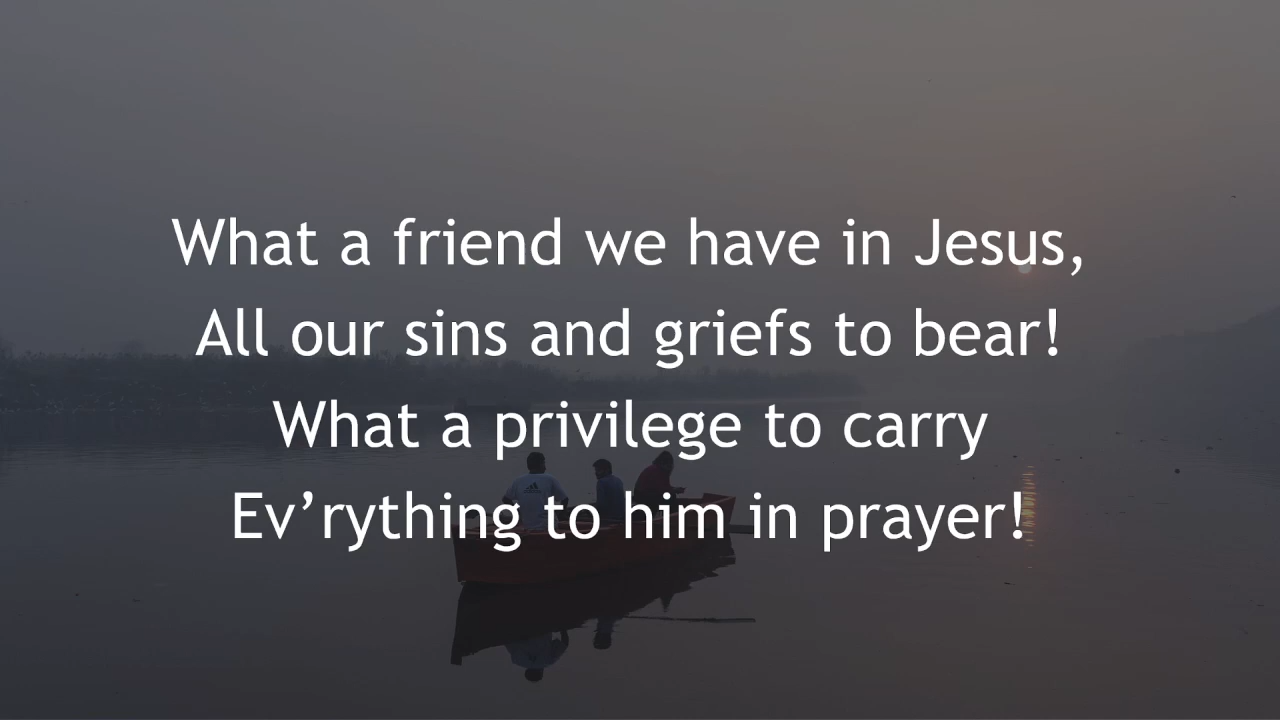 What a friend we have in Jesus,
All our sins and griefs to bear!
What a privilege to carry
Ev’rything to him in prayer!